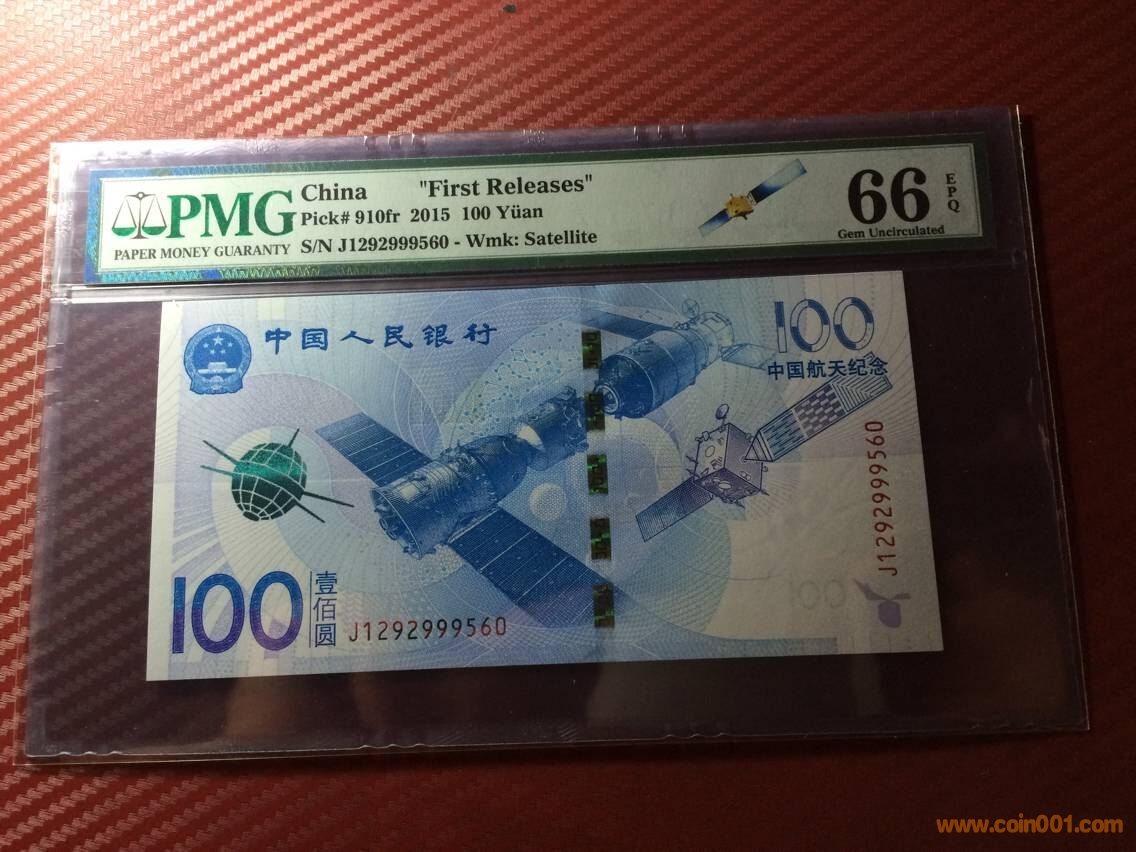 PMG
PAPER MONEY GUARANTY
China "First Releases"
Pick# 910fr 2015 100 Yüan
S/N J1292999560 - Wmk: Satellite
66 EPQ
Gem Uncirculated
中国人民银行
100
中国航天纪念
J1292999560
100
壹佰圆
J1292999560
100
www.coin001.com